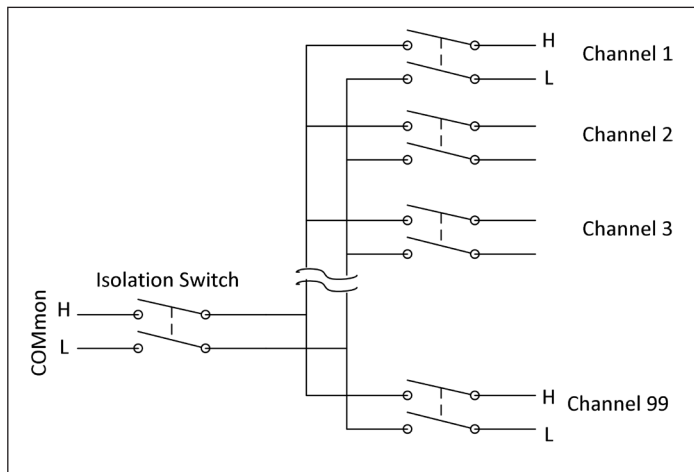 H
Channel 1
L
Channel 2
Channel 3
Isolation Switch
COMmon
H
L
H
Channel 99
L